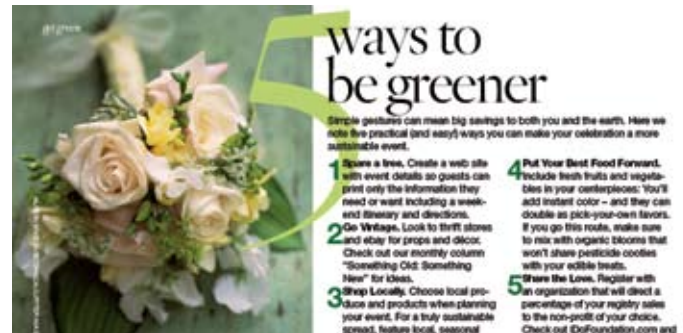 get green
5 ways to
be greener
Simple gestures can mean big savings to both you and the earth. Here we
note five practical (and easy!) ways you can make your celebration a more
sustainable event.
1 Spare a tree. Create a web site
with event details so guests can
print only the information they
need or want including a week-
end itinerary and directions.
2 Go Vintage. Look to thrift stores
and ebay for props and décor.
Check out our monthly column
"Something Old: Something
New" for ideas.
3 Shop Locally. Choose local pro-
duce and products when planning
your event. For a truly sustainable
spread, feature local, seasonal
4 Put Your Best Food Forward.
Include fresh fruits and vegeta-
bles in your centerpieces: You'll
add instant color – and they can
double as pick-your-own favors.
If you go this route, make sure
to mix with organic blooms that
won't share pesticide cooties
with your edible treats.
5 Share the Love. Register with
an organization that will direct a
percentage of your registry sales
to the non-profit of your choice.
Check out IDoFoundation.com and